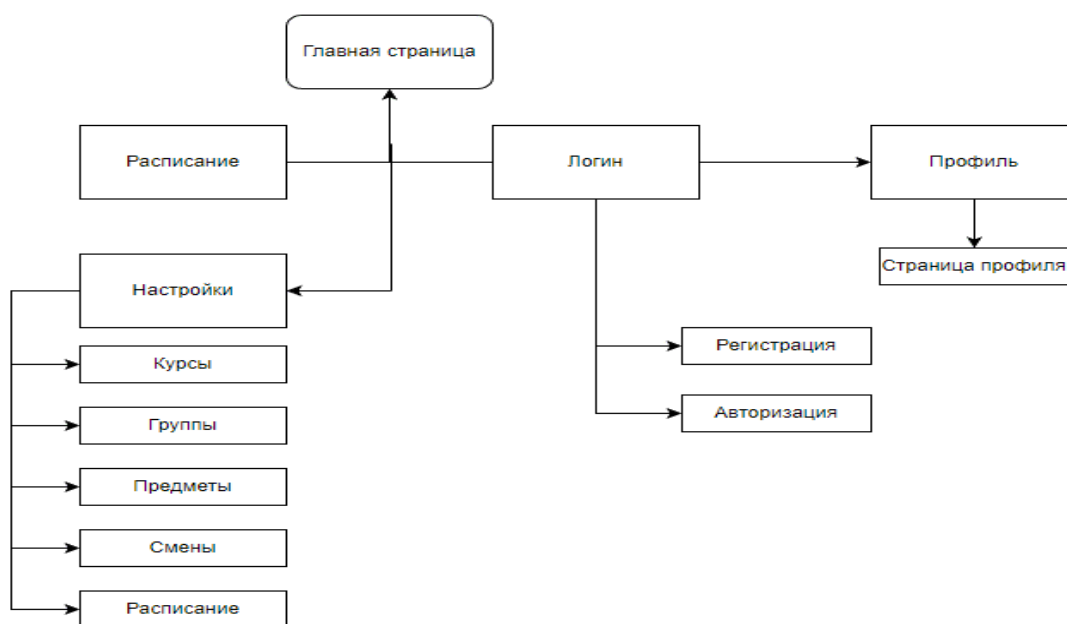 Главная страница
Расписание
Логин
Профиль
Страница профиля
Настройки
Регистрация
Курсы
Авторизация
Группы
Предметы
Смены
Расписание